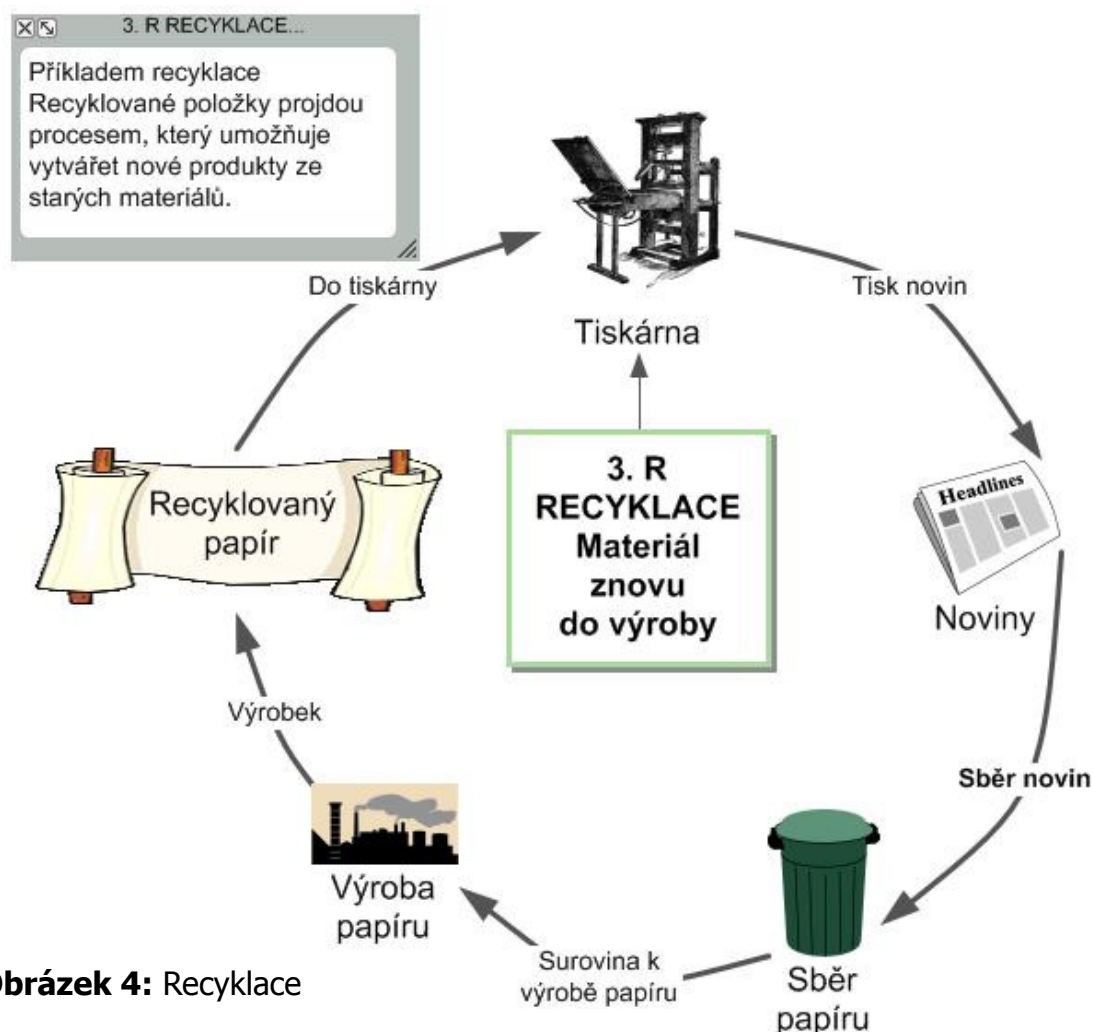 3. R RECYKLACE...
Příkladem recyklace
Recyklované položky projdou
procesem, který umožňuje
vytvářet nové produkty ze
starých materiálů.
Do tiskárny
Tisk novin
Tiskárna
Recyklovaný
papír
3. R
RECYKLACE
Materiál
znovu
do výroby
Headlines
Noviny
Výrobek
Sběr novin
Výroba
papíru
Surovina k
výrobě papíru
Sběr
papíru
brázek 4: Recyklace